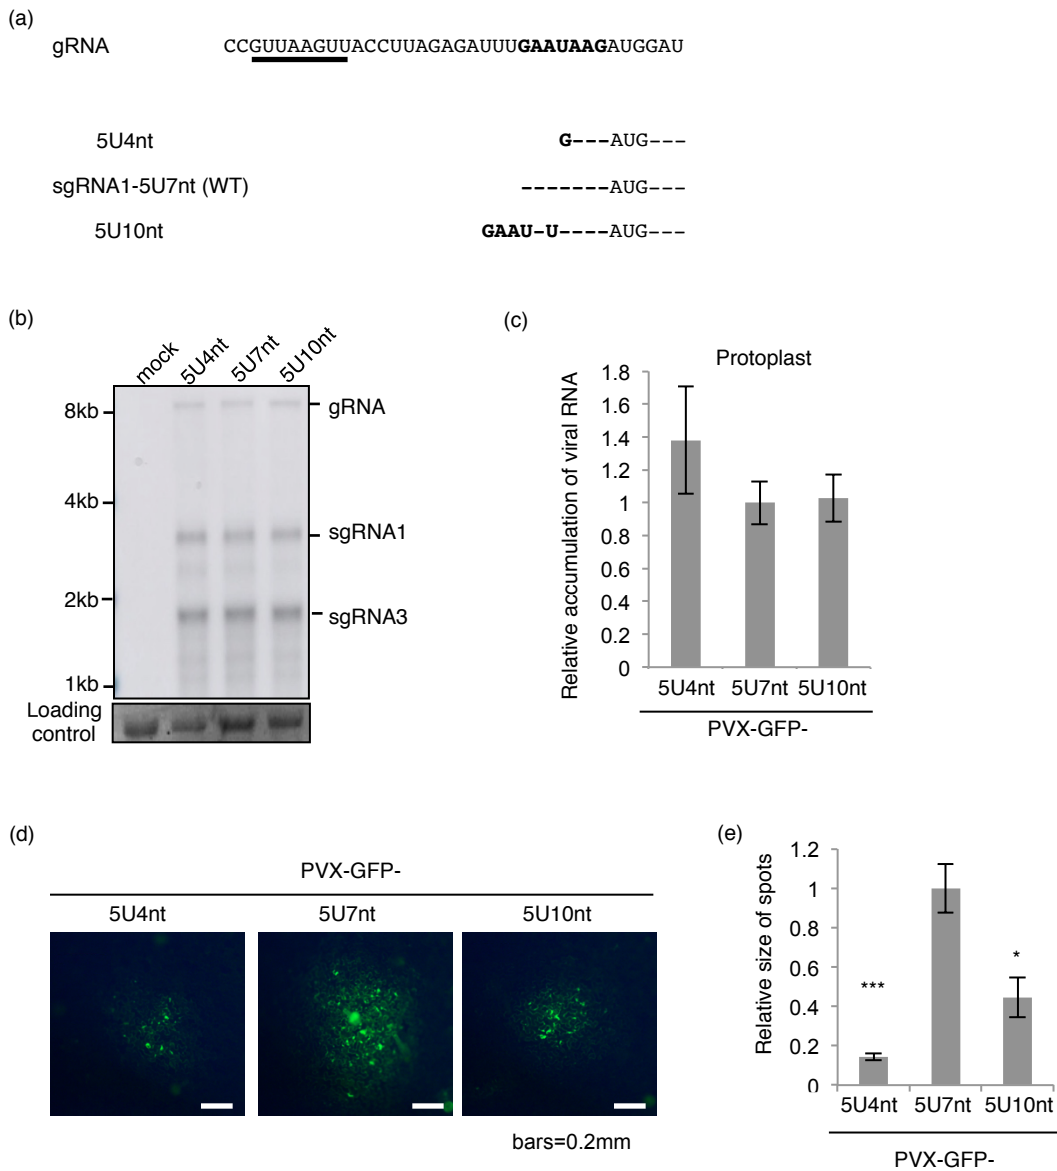 (a)
gRNA CCGUUAAGUUACCUUAGAGAUUUGAAUAAGAUGGAU
5U4nt G---AUG---
sgRNA1-5U7nt (WT) -------AUG---
5U10nt GAAU-U----AUG---
(b)
mock 5U4nt 5U7nt 5U10nt
8kb gRNA
4kb
sgRNA1
2kb
sgRNA3
1kb
Loading
control
(c)
Protoplast
Relative accumulation of viral RNA
1.8
1.6
1.4
1.2
1
0.8
0.6
0.4
0.2
0
5U4nt 5U7nt 5U10nt
PVX-GFP-
(d)
PVX-GFP-
5U4nt 5U7nt 5U10nt
bars=0.2mm
(e)
Relative size of spots
1.2
1
0.8
0.6
0.4
0.2
0
***
*
5U4nt 5U7nt 5U10nt
PVX-GFP-